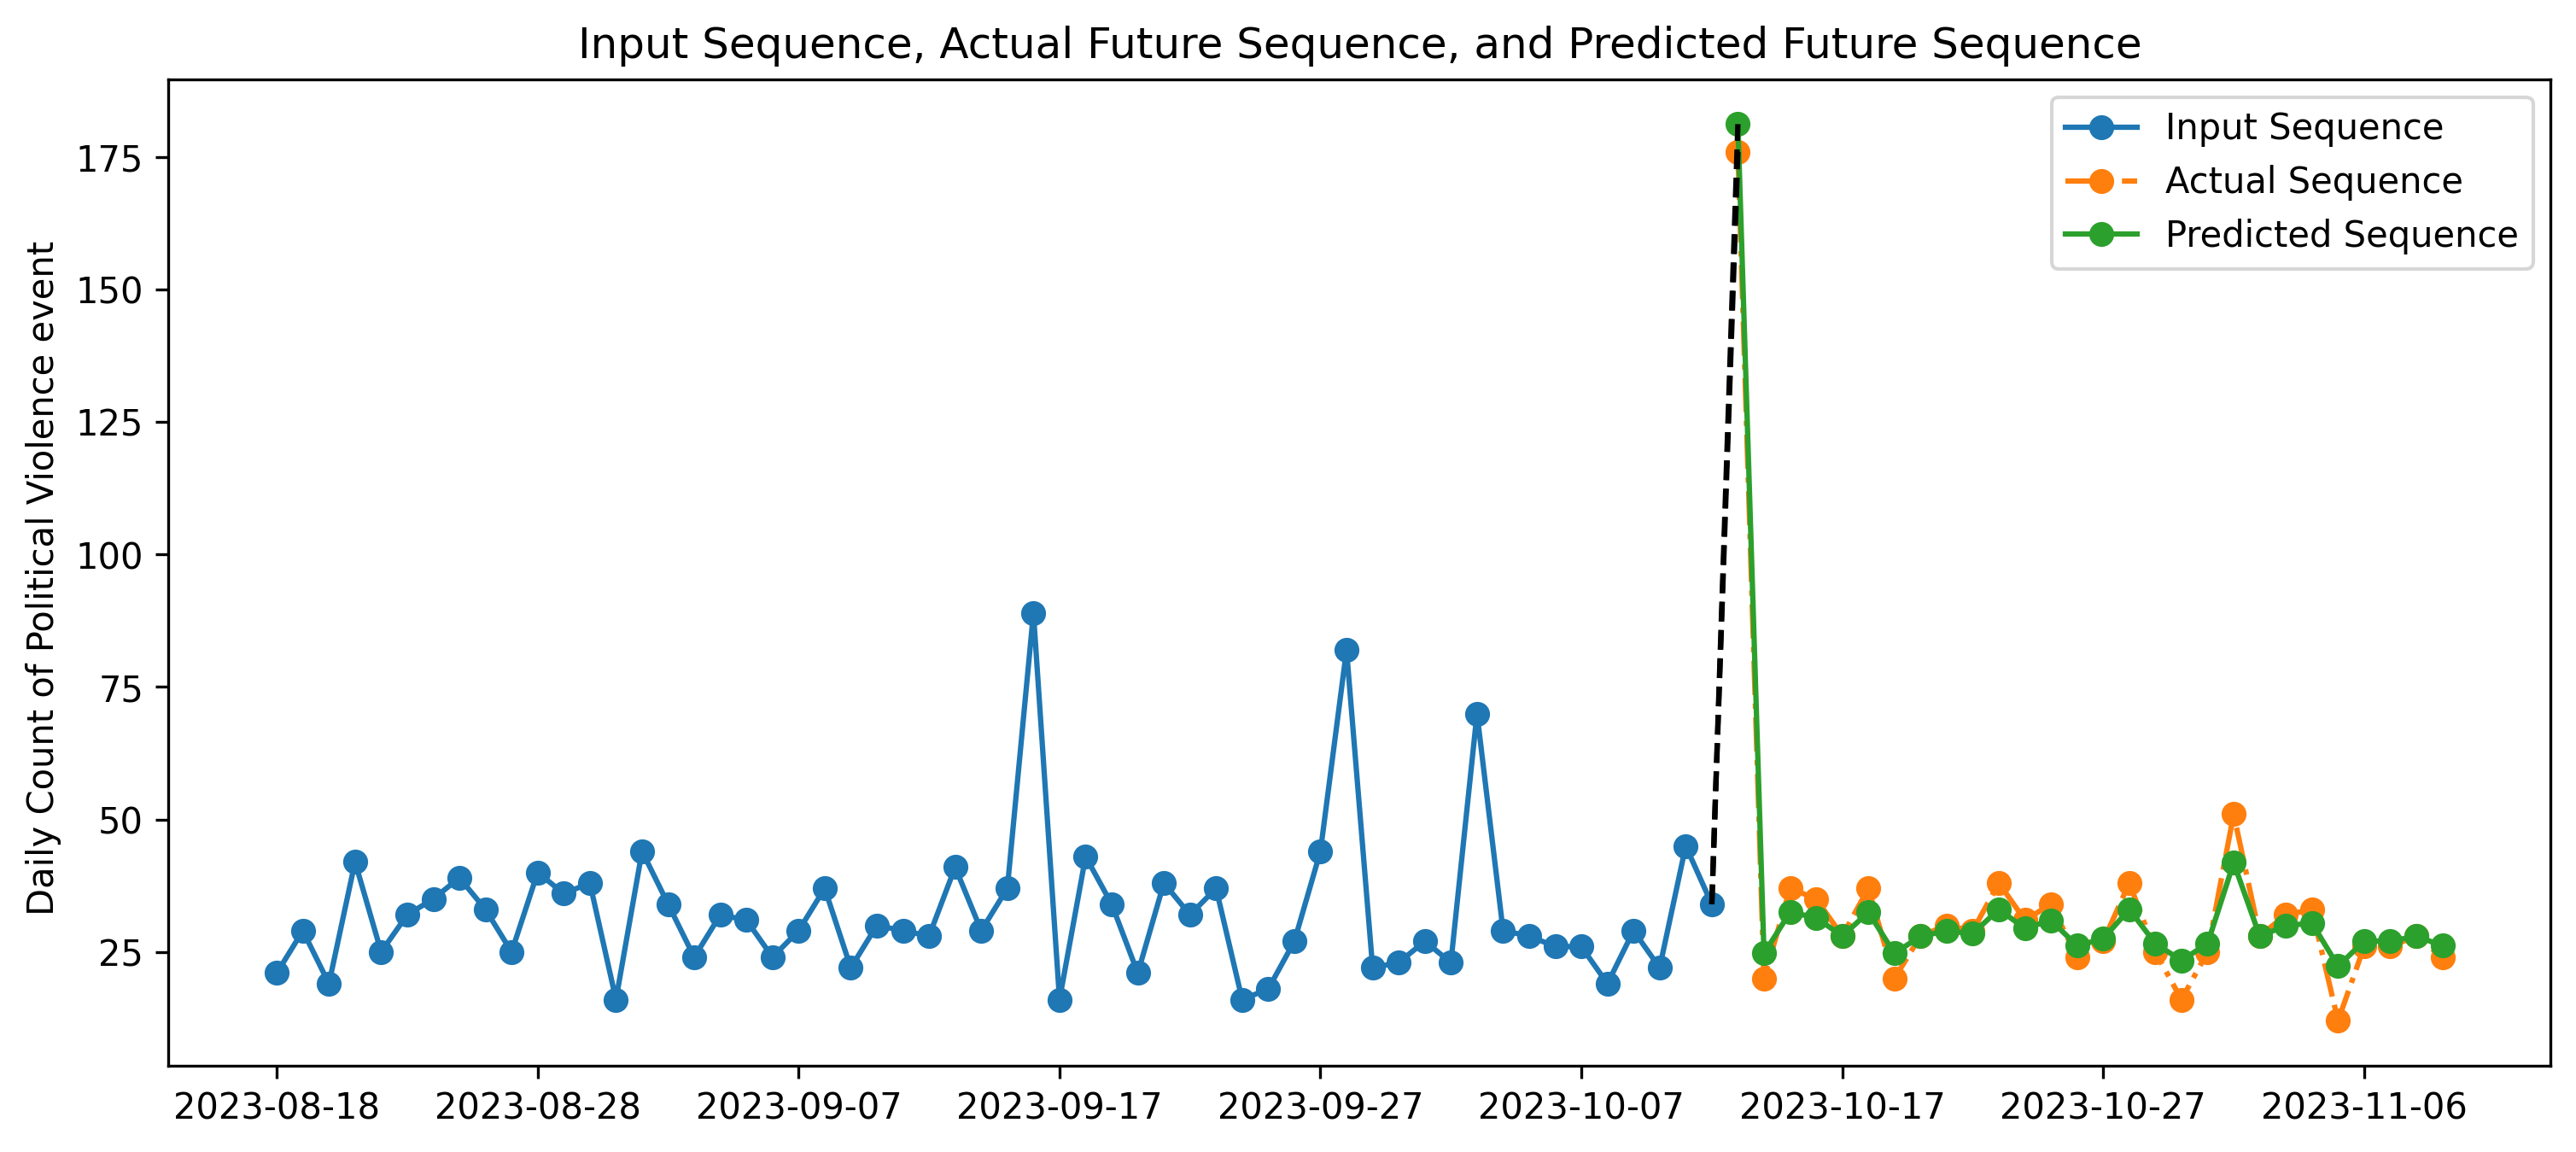 Input Sequence, Actual Future Sequence, and Predicted Future Sequence
Daily Count of Political Violence event
175
150
125
100
75
50
25
Input Sequence
Actual Sequence
Predicted Sequence
2023-08-18 2023-08-28 2023-09-07 2023-09-17 2023-09-27 2023-10-07 2023-10-17 2023-10-27 2023-11-06